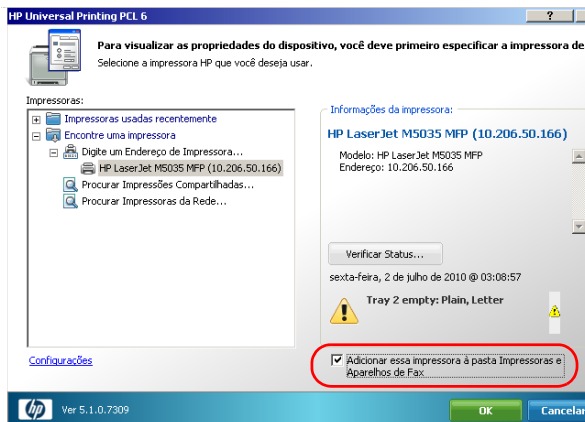 HP Universal Printing PCL 6
?
Para visualizar as propriedades do dispositivo, você deve primeiro especificar a impressora de
Selecione a impressora HP que você deseja usar.
Impressoras:
Impressoras usadas recentemente
Encontre uma impressora
Digite um Endereço de Impressora...
HP LaserJet M5035 MFP (10.206.50.166)
Procurar Impressões Compartilhadas...
Procurar Impressoras da Rede...
Configurações
Informações da impressora:
HP LaserJet M5035 MFP (10.206.50.166)
Modelo: HP LaserJet M5035 MFP
Endereço: 10.206.50.166
Verificar Status...
sexta-feira, 2 de julho de 2010 @ 03:08:57
Tray 2 empty: Plain, Letter
Adicionar essa impressora à pasta Impressoras e
Aparelhos de Fax
hp Ver 5.1.0.7309
OK Cancelar